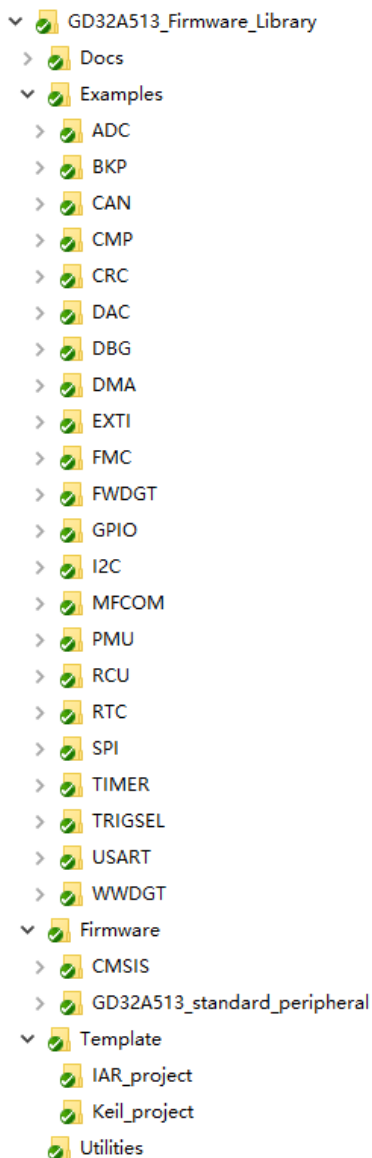 GD32A513_Firmware_Library
Docs
Examples
ADC
BKP
CAN
CMP
CRC
DAC
DBG
DMA
EXTI
FMC
FWDGT
GPIO
I2C
MFCOM
PMU
RCU
RTC
SPI
TIMER
TRIGSEL
USART
WWDGT
Firmware
CMSIS
GD32A513_standard_peripheral
Template
IAR_project
Keil_project
Utilities